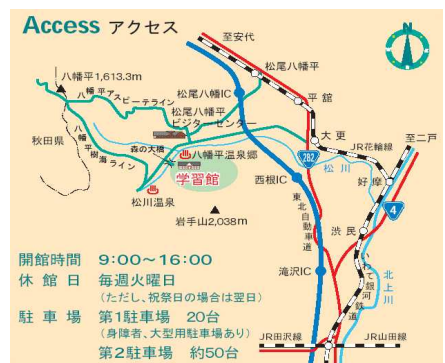 Access アクセス
至安代
松尾八幡平
八幡平1,613.3m
八幡平アスピーテライン
松尾八幡IC
平舘
松尾八幡平
ビジターセンター
大更
JR花輪線
至二戸
秋田県
八幡平樹海ライン
森の大橋
八幡平温泉郷
282
松川
好摩
学習館
西根IC
松川温泉
4
岩手山2,038m
東北自動車道
渋民
開館時間 9:00〜16:00
いわて銀河鉄道
北上川
休館日 毎週火曜日
(ただし、祝祭日の場合は翌日)
滝沢IC
駐車場 第1駐車場 20台
(身障者、大型用駐車場あり)
第2駐車場 約50台
JR田沢線
JR山田線